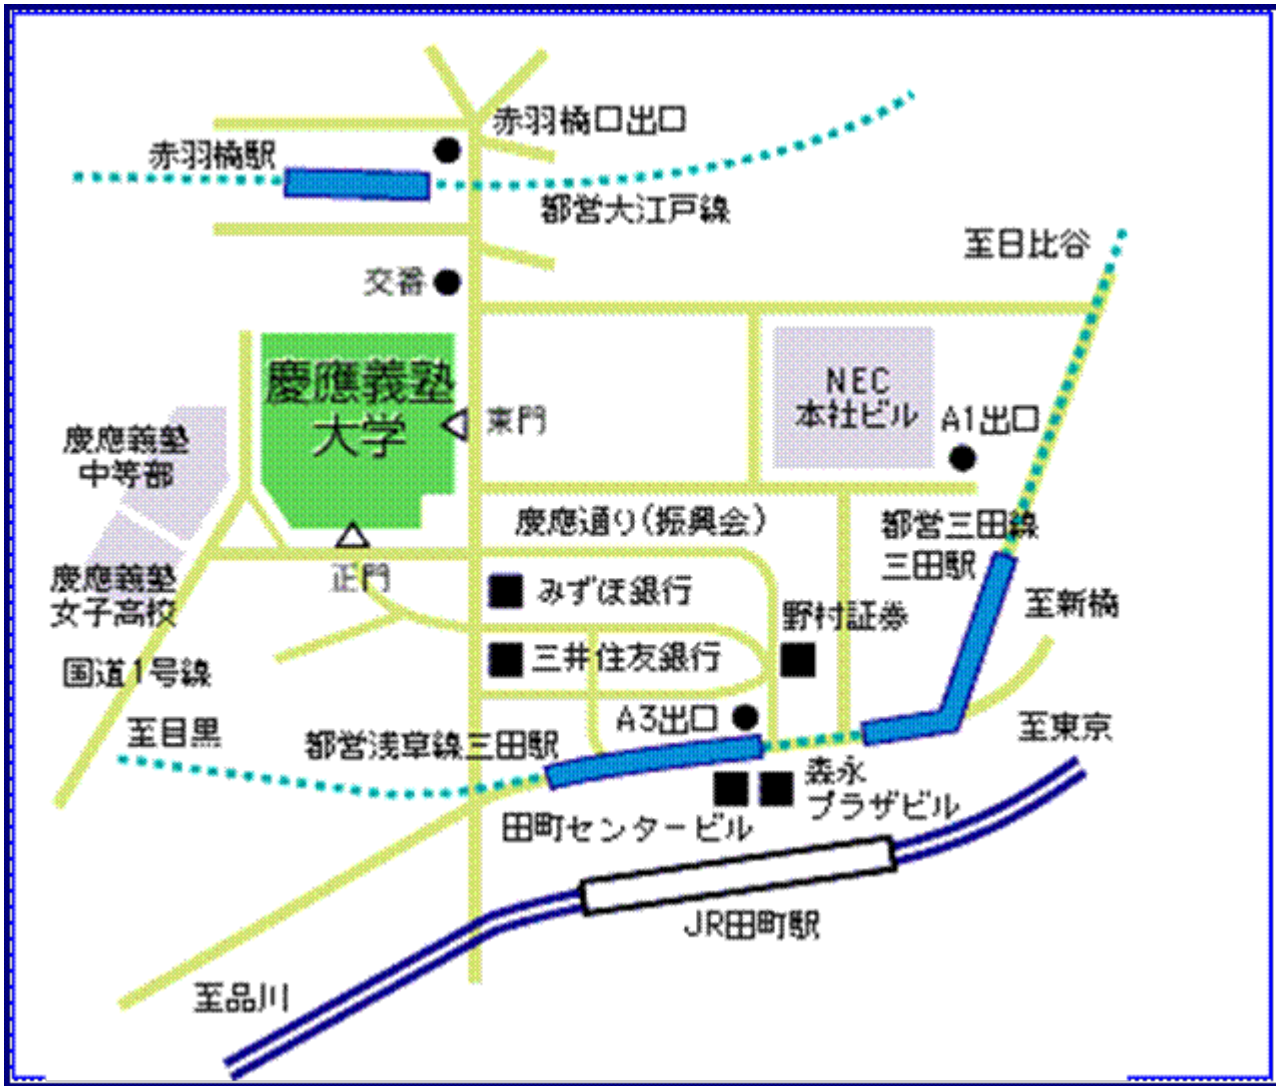 赤羽橋口出口
赤羽橋駅
都営大江戸線
至日比谷
交番
慶應義塾
大学
東門
NEC
本社ビル
A1出口
慶應義塾
中等部
慶應通り(振興会)
都営三田線
三田駅
正門
慶應義塾
女子高校
みずほ銀行
至新橋
野村証券
三井住友銀行
国道1号線
A3出口
至目黒
都営浅草線三田駅
至東京
森永
プラザビル
田町センタービル
JR田町駅
至品川